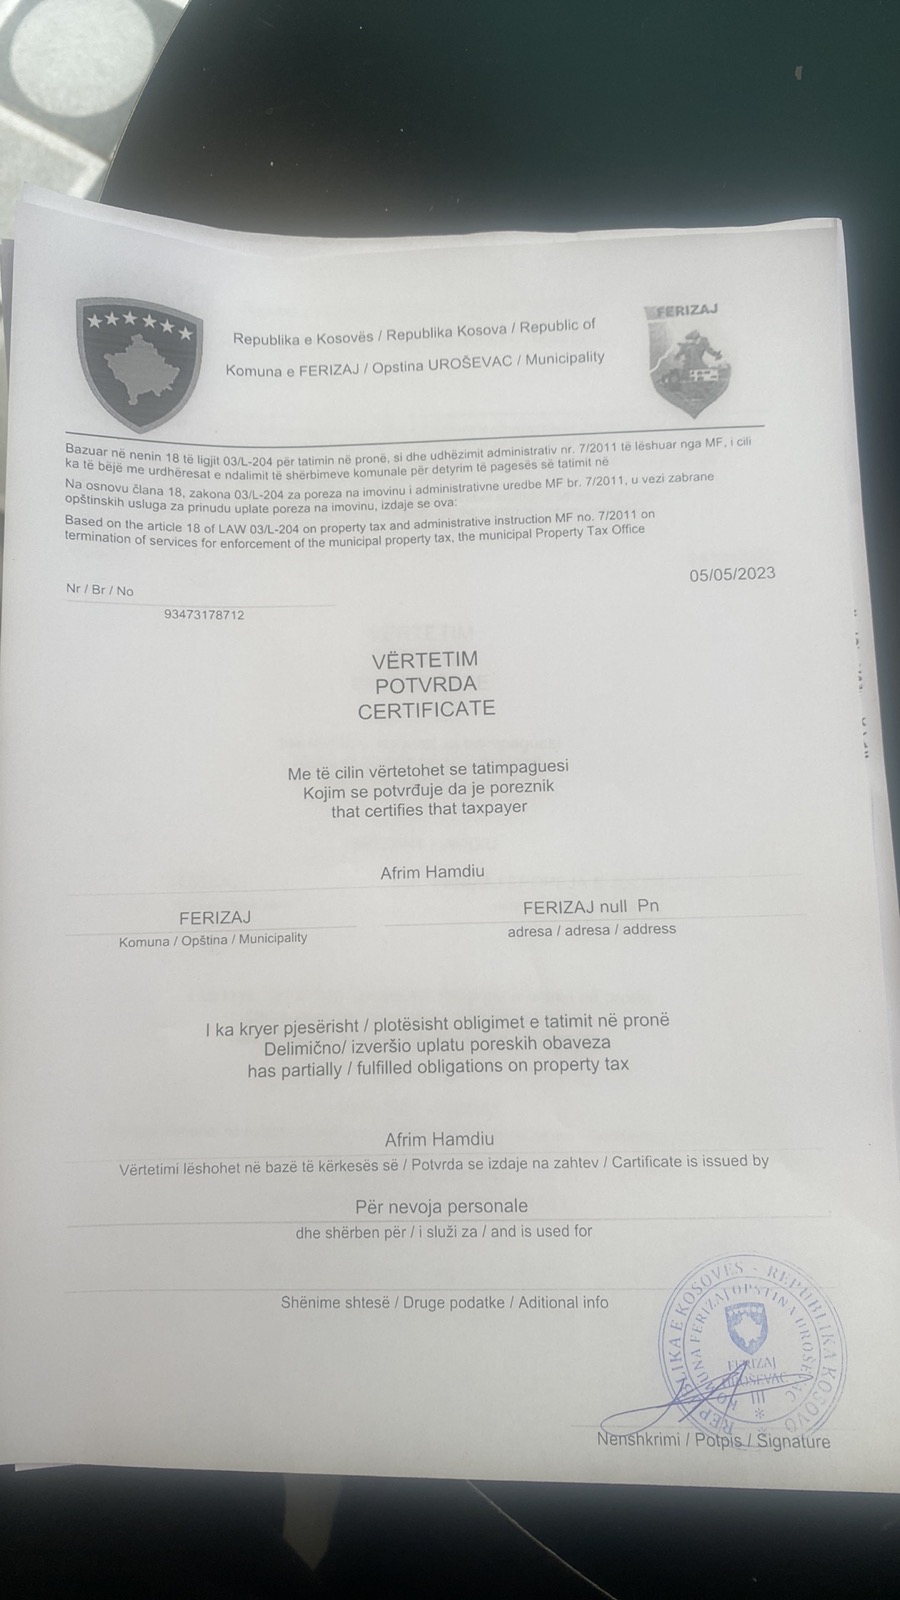 FERIZAJ
Republika e Kosovës / Republika Kosova / Republic of
Komuna e FERIZAJ / Opstina UROŠEVAC / Municipality
Bazuar në nenin 18 të ligjit 03/L-204 për tatimin në pronë, si dhe udhëzimit administrativ nr. 7/2011 të lëshuar nga MF, i cili
ka të bëjë me urdhëresat e ndalimit të shërbimeve komunale për detyrim të pagesës së tatimit në
Na osnovu člana 18, zakona 03/L-204 za poreza na imovinu i administrativne uredbe MF br. 7/2011, u vezi zabrane
opštinskih usluga za prinudu uplate poreza na imovinu, izdaje se ova:
Based on the article 18 of LAW 03/L-204 on property tax and administrative instruction MF no. 7/2011 on
termination of services for enforcement of the municipal property tax, the municipal Property Tax Office
05/05/2023
Nr / Br / No
93473178712
VËRTETIM
POTVRDA
CERTIFICATE
Me të cilin vërtetohet se tatimpaguesi
Kojim se potvrđuje da je poreznik
that certifies that taxpayer
Afrim Hamdiu
FERIZAJ
FERIZAJ null Pn
Komuna / Opština / Municipality
adresa / adresa / address
I ka kryer pjesërisht / plotësisht obligimet e tatimit në pronë
Delimično/ izveršio uplatu poreskih obaveza
has partially / fulfilled obligations on property tax
Afrim Hamdiu
Vërtetimi lëshohet në bazë të kërkesës së / Potvrda se izdaje na zahtev / Cartificate is issued by
Për nevoja personale
dhe shërben për / i služi za / and is used for
Shënime shtesë / Druge podatke / Aditional info
REPUBLIKA E KOSOVËS - REPUBLIKA KOSOVO
KOMUNA FERIZAJ OPŠTINA UROŠEVAC
FERIZAJ
UROŠEVAC
III
Nënshkrimi / Potpis / Signature